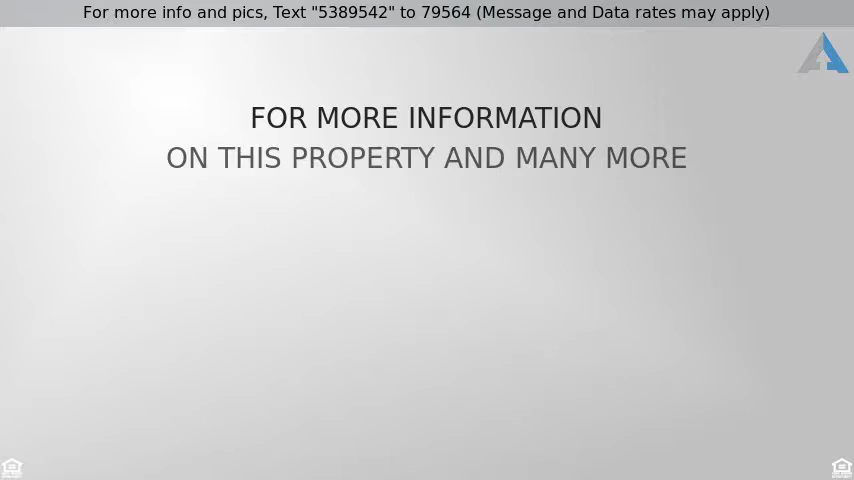 For more info and pics, Text "5389542" to 79564 (Message and Data rates may apply)
FOR MORE INFORMATION
ON THIS PROPERTY AND MANY MORE